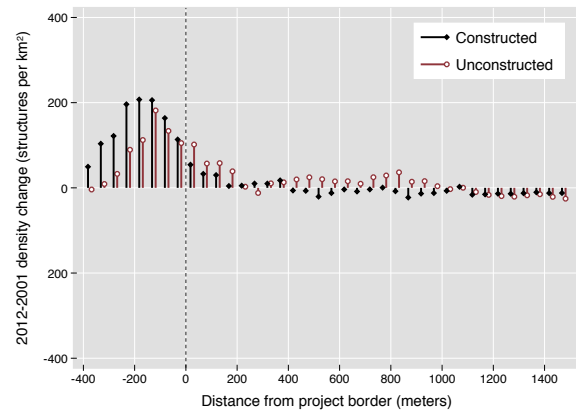 400
200
0
200
-400
2012-2001 density change (structures per km²)
Constructed
Unconstructed
-400 -200 0 200 400 600 800 1000 1200 1400
Distance from project border (meters)